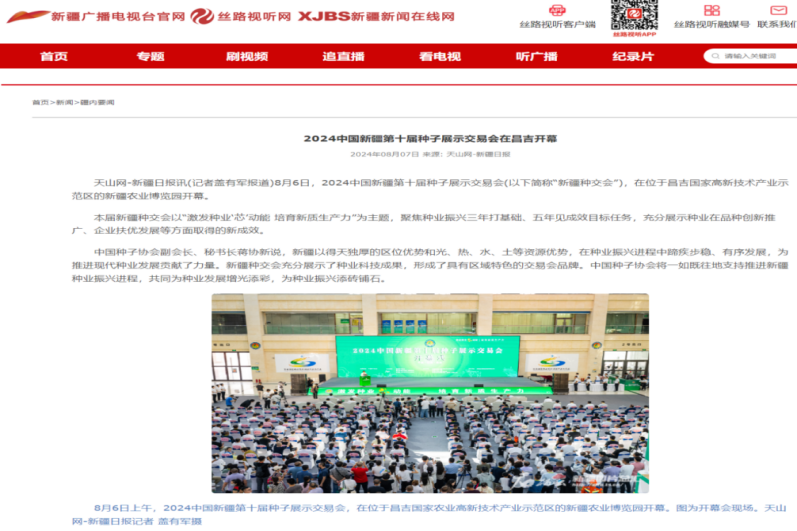 新疆广播电视台官网 丝路视听网 XJBS新疆新闻在线网
丝路视听客户端
丝路视听APP
丝路视听融媒号 联系我们
首页 专题 刷视频 追直播 看电视 听广播 纪录片 请输入关键词
首页>新闻>疆内要闻
2024中国新疆第十届种子展示交易会在昌吉开幕
2024年08月07日 来源: 天山网-新疆日报
天山网-新疆日报讯(记者盖有军报道)8月6日，2024中国新疆第十届种子展示交易会(以下简称“新疆种交会”)，在位于昌吉国家高新技术产业示
范区的新疆农业博览园开幕。
本届新疆种交会以“激发种业‘芯’动能 培育新质生产力”为主题，聚焦种业振兴三年打基础、五年见成效目标任务，充分展示种业在品种创新推
广、企业扶优发展等方面取得的新成效。
中国种子协会副会长、秘书长蒋协新说，新疆以得天独厚的区位优势和光、热、水、土等资源优势，在种业振兴进程中蹄疾步稳、有序发展，为
推进现代种业发展贡献了力量。新疆种交会充分展示了种业科技成果，形成了具有区域特色的交易会品牌。中国种子协会将一如既往地支持推进新疆
种业振兴进程，共同为种业发展增光添彩，为种业振兴添砖铺石。
2024中国新疆第十届种子展示交易会
开幕式
8月6日上午，2024中国新疆第十届种子展示交易会，在位于昌吉国家农业高新技术产业示范区的新疆农业博览园开幕。图为开幕会现场。天山
网-新疆日报记者 盖有军摄